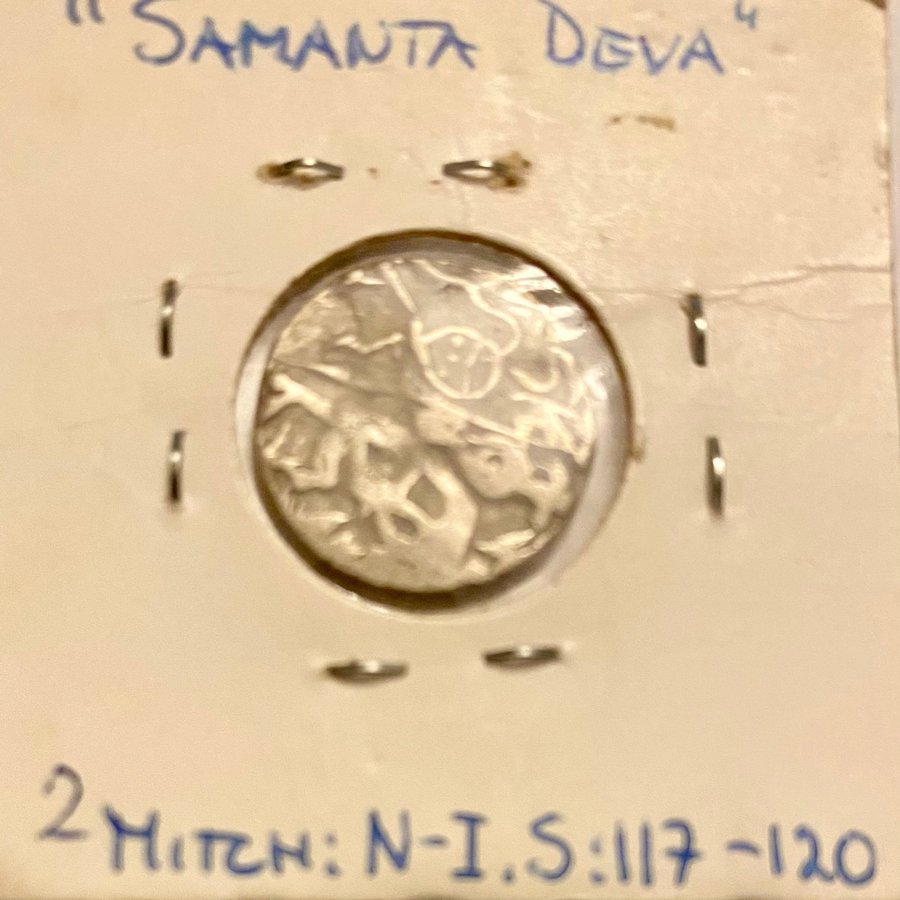 "SAMANTA DEVA"
2 MITCH: N-I.S:117-120